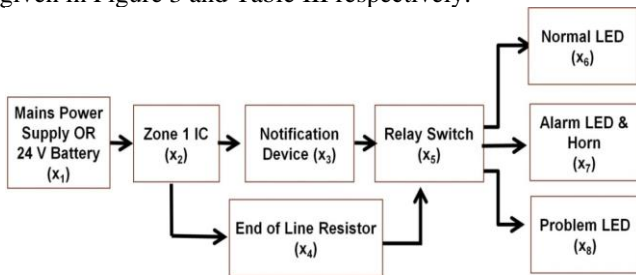 given in Figure 3 and Table III respectively.
Normal LED
(x₆)
Mains Power
Supply OR
24 V Battery
(x₁)
Zone 1 IC
(x₂)
Notification
Device (x₃)
Relay Switch
(x₅)
Alarm LED &
Horn
(x₇)
End of Line Resistor
(x₄)
Problem LED
(x₈)